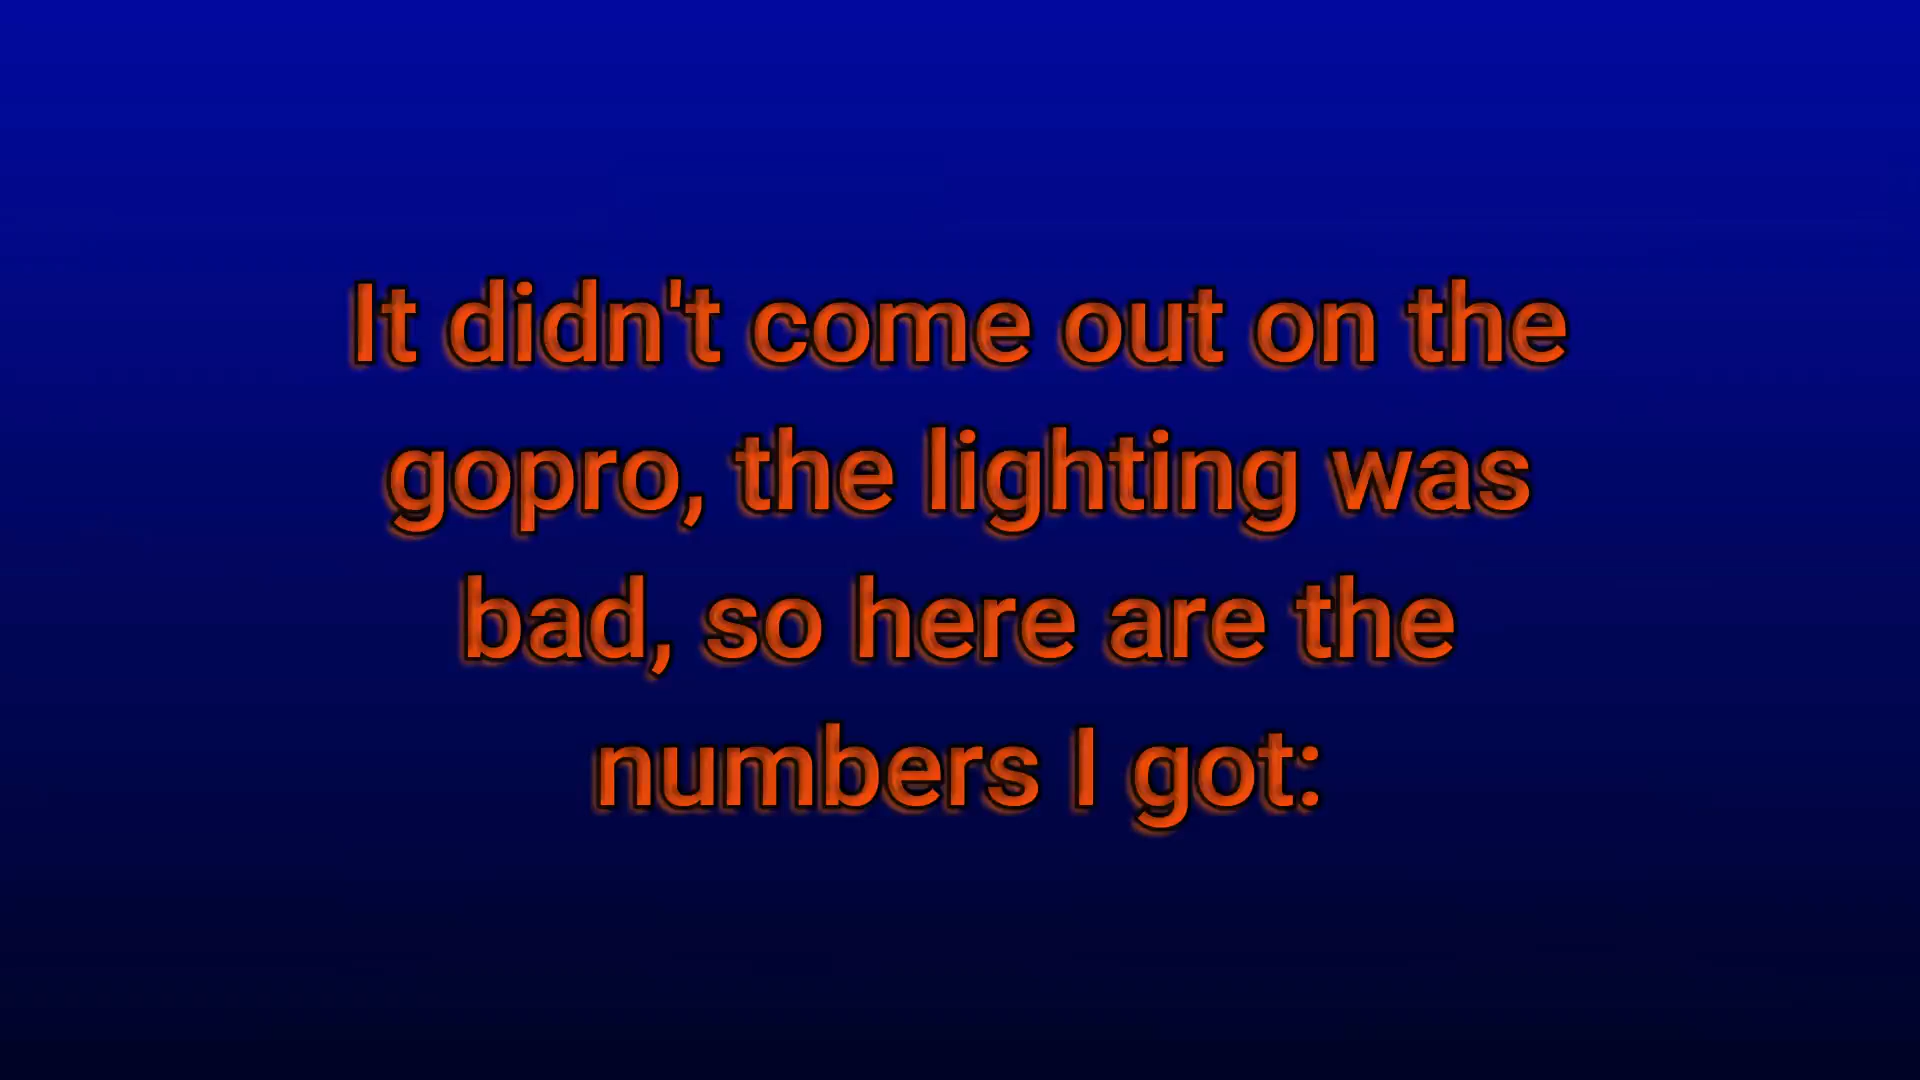 It didn't come out on the
gopro, the lighting was
bad, so here are the
numbers I got: